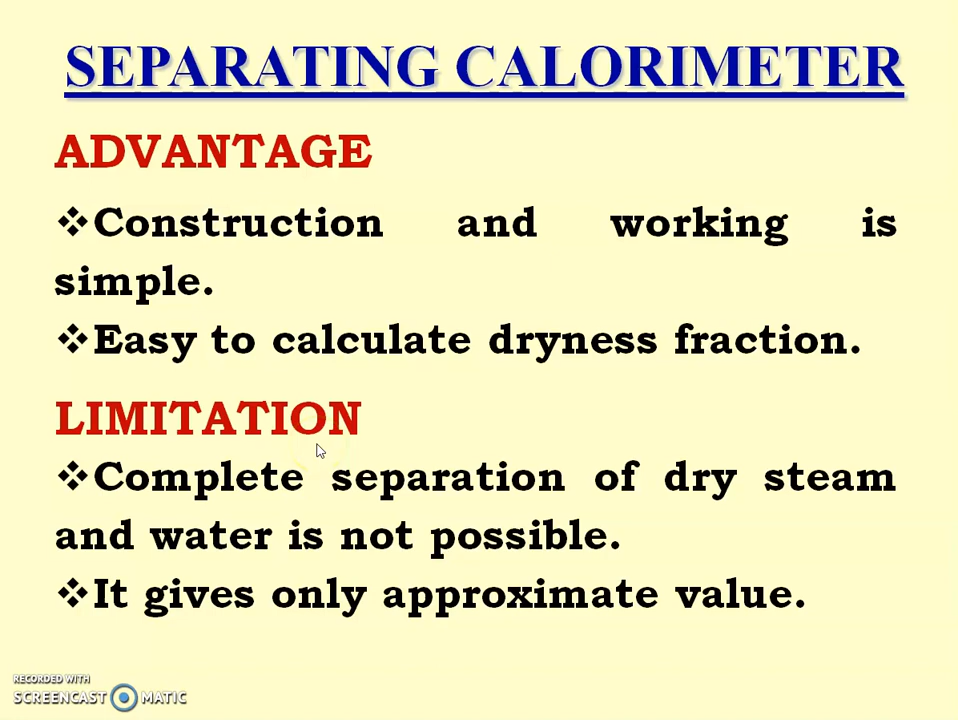 SEPARATING CALORIMETER
ADVANTAGE
❖Construction and working is
simple.
❖Easy to calculate dryness fraction.
LIMITATION
❖Complete separation of dry steam
and water is not possible.
❖It gives only approximate value.
RECORDED WITH
SCREENCAST MATIC